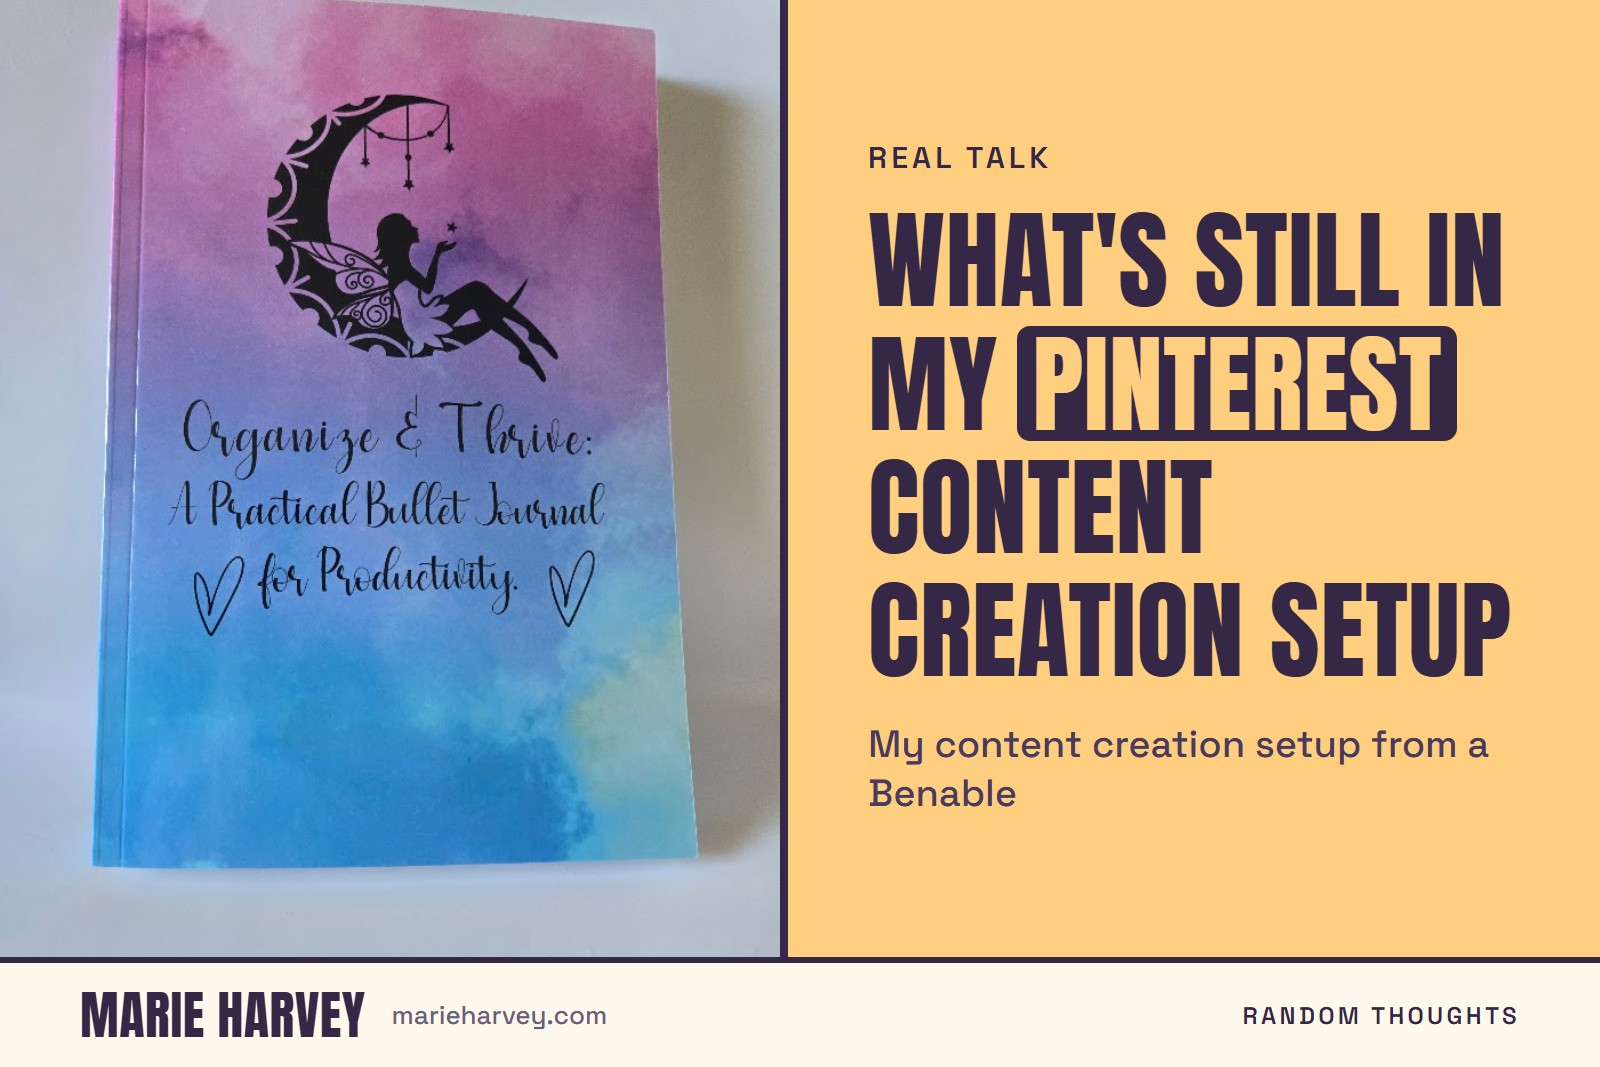 Organize & Thrive:
A Practical Bullet Journal
for Productivity.
REAL TALK
WHAT'S STILL IN
MY PINTEREST
CONTENT
CREATION SETUP
My content creation setup from a
Benable
MARIE HARVEY marieharvey.com
RANDOM THOUGHTS